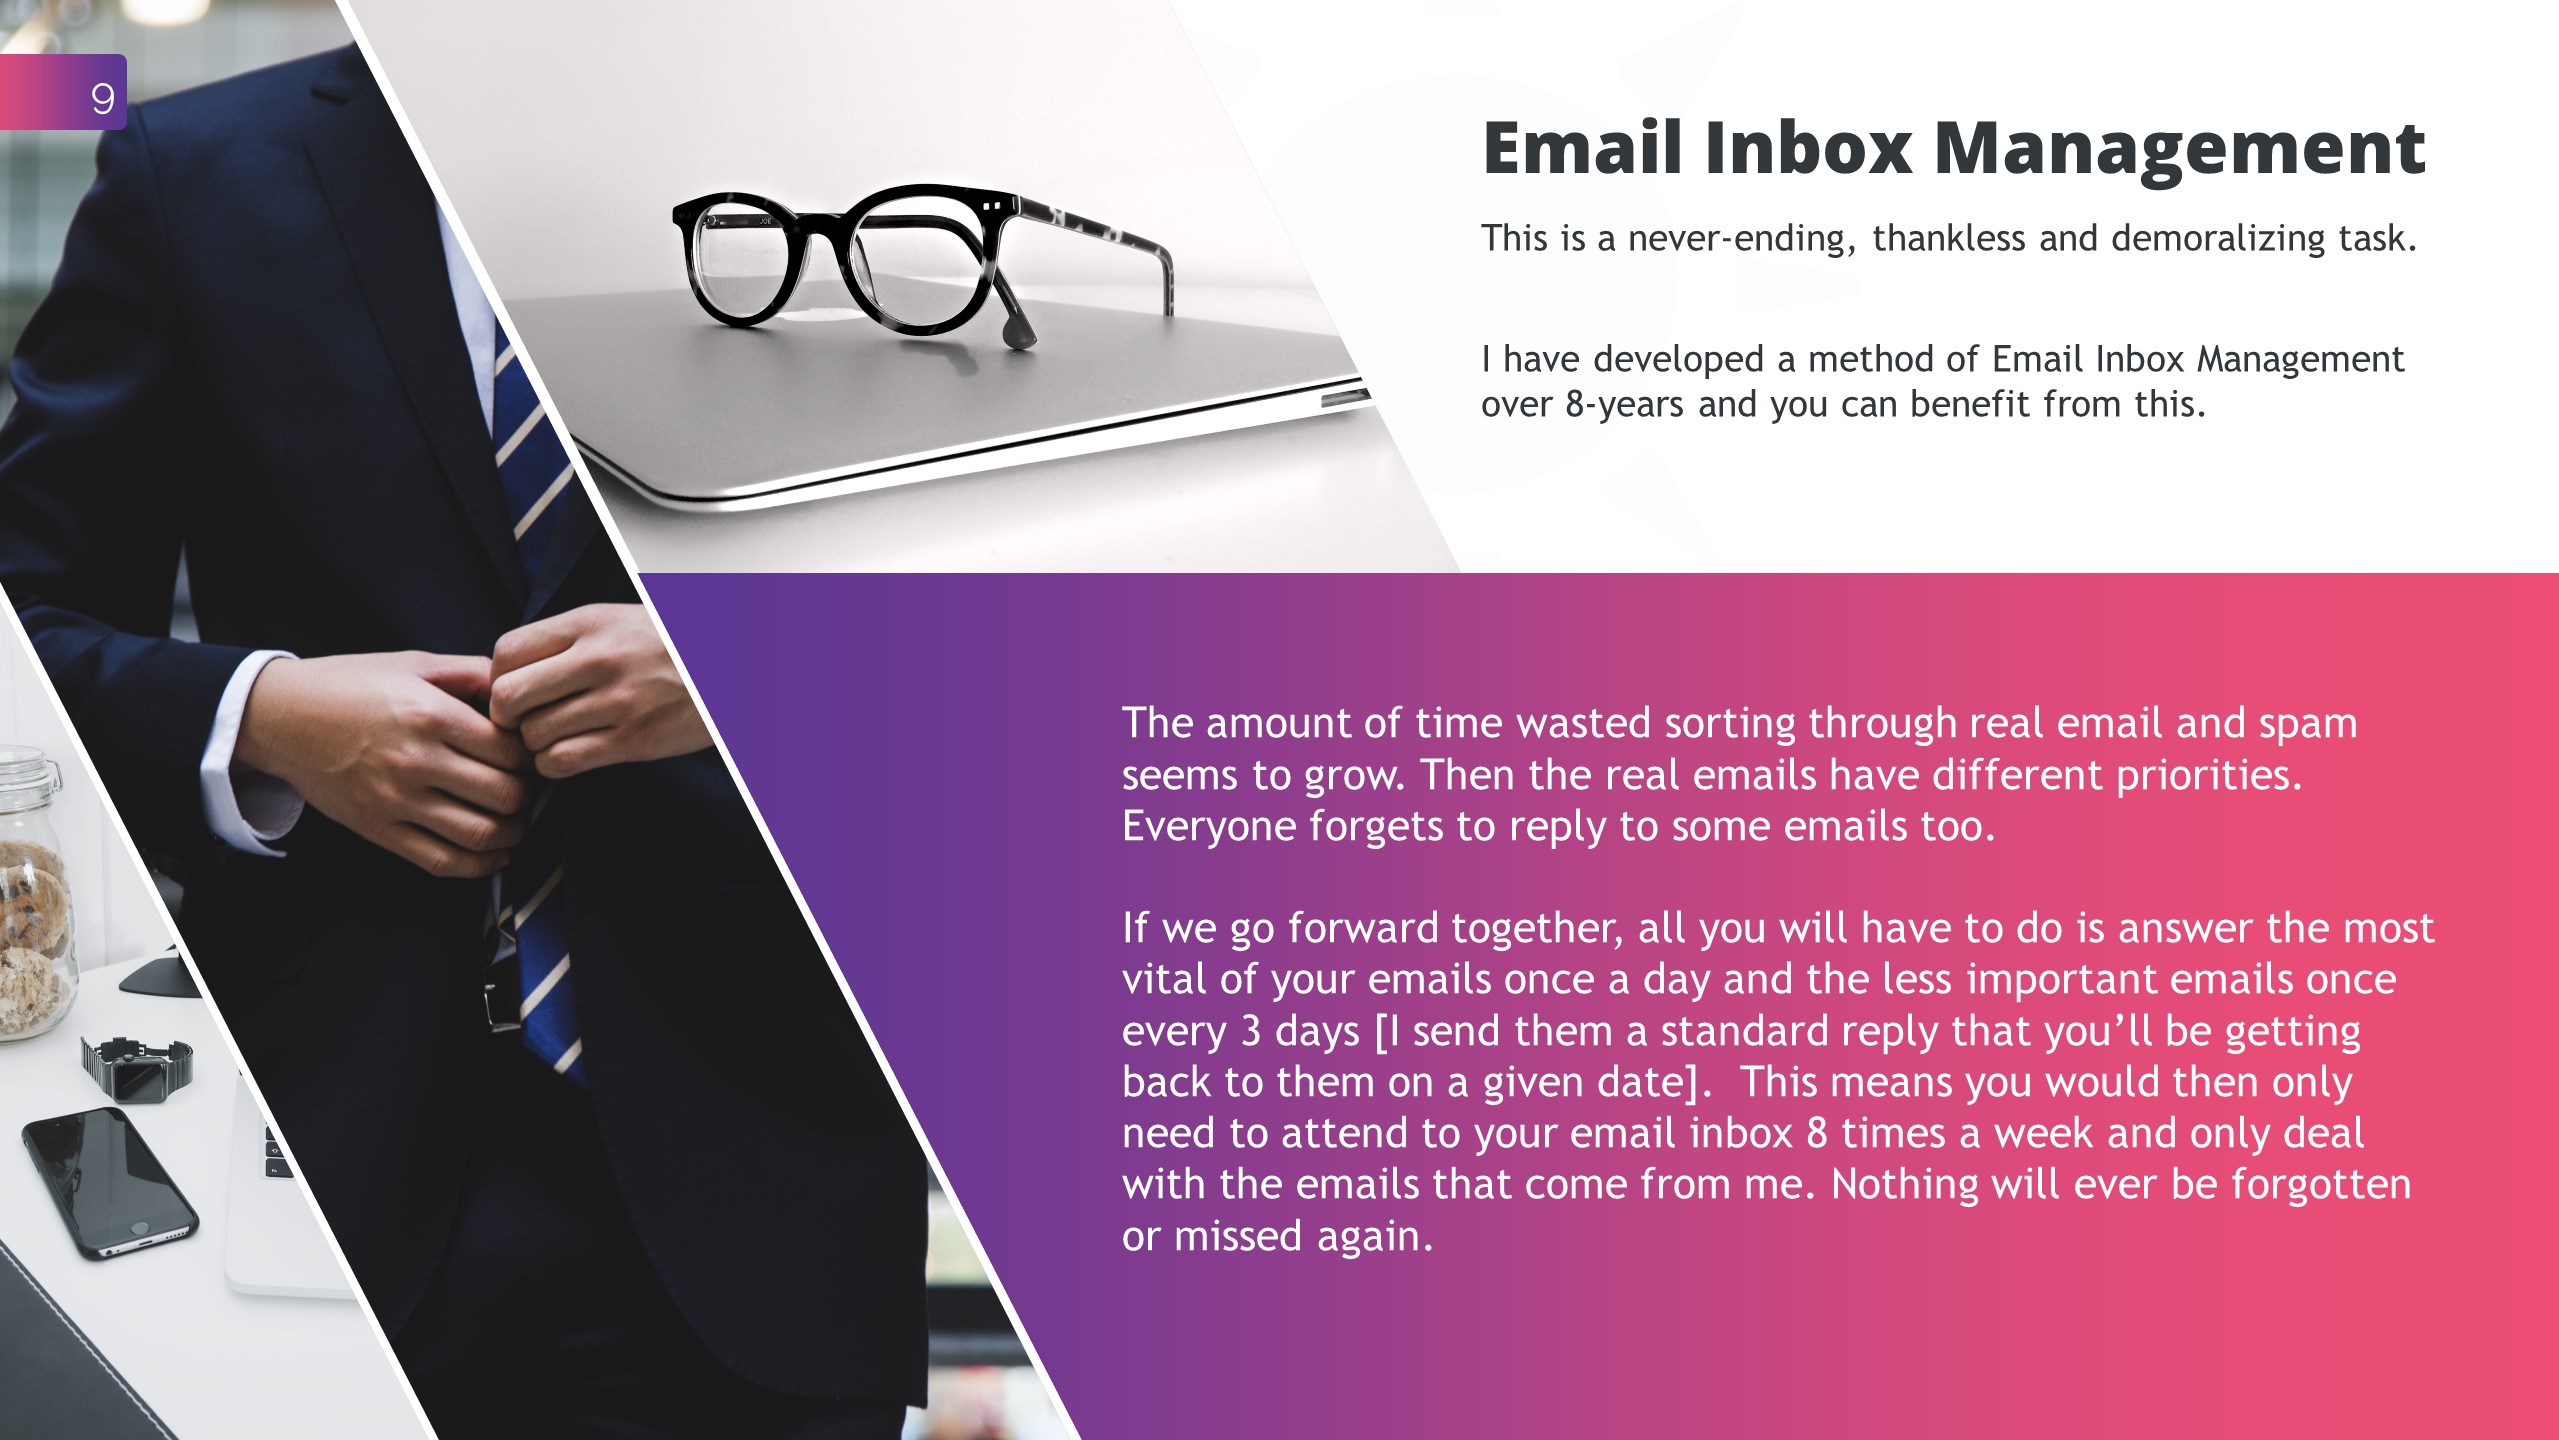 9
Email Inbox Management
This is a never-ending, thankless and demoralizing task.
I have developed a method of Email Inbox Management
over 8-years and you can benefit from this.
The amount of time wasted sorting through real email and spam
seems to grow. Then the real emails have different priorities.
Everyone forgets to reply to some emails too.
If we go forward together, all you will have to do is answer the most
vital of your emails once a day and the less important emails once
every 3 days [I send them a standard reply that you’ll be getting
back to them on a given date].  This means you would then only
need to attend to your email inbox 8 times a week and only deal
with the emails that come from me. Nothing will ever be forgotten
or missed again.